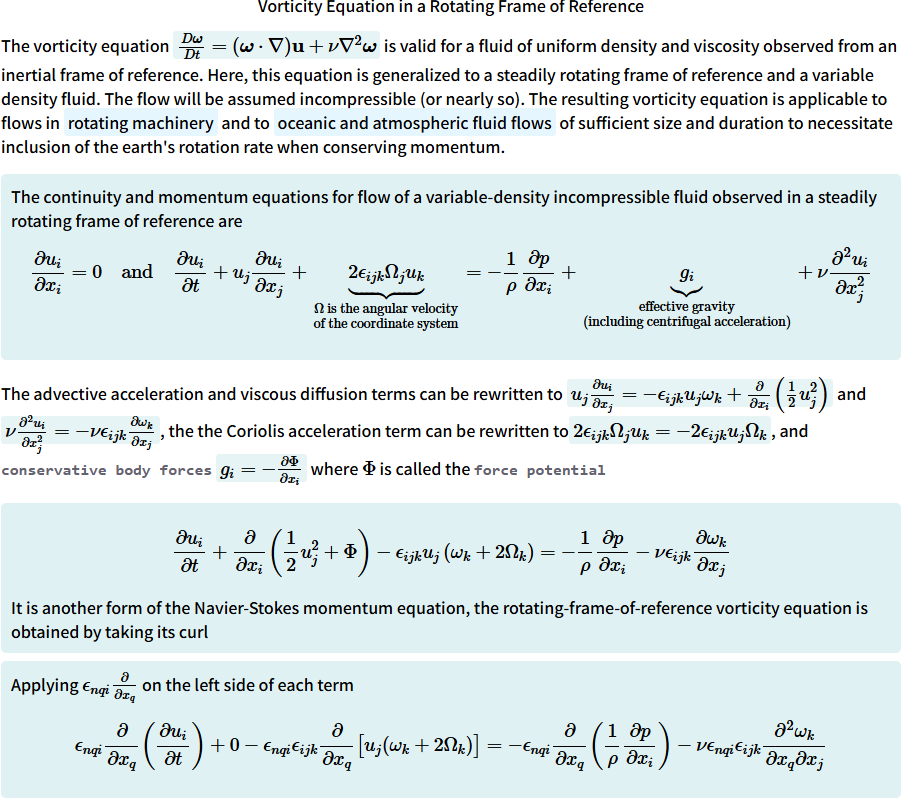 Vorticity Equation in a Rotating Frame of Reference
The vorticity equation $\frac{D\boldsymbol{\omega}}{Dt} = (\boldsymbol{\omega} \cdot \nabla)\mathbf{u} + \nu\nabla^2\boldsymbol{\omega}$ is valid for a fluid of uniform density and viscosity observed from an
inertial frame of reference. Here, this equation is generalized to a steadily rotating frame of reference and a variable
density fluid. The flow will be assumed incompressible (or nearly so). The resulting vorticity equation is applicable to
flows in rotating machinery and to oceanic and atmospheric fluid flows of sufficient size and duration to necessitate
inclusion of the earth's rotation rate when conserving momentum.
The continuity and momentum equations for flow of a variable-density incompressible fluid observed in a steadily
rotating frame of reference are
$\frac{\partial u_i}{\partial x_i} = 0 \quad \text{and} \quad \frac{\partial u_i}{\partial t} + u_j\frac{\partial u_i}{\partial x_j} + \underbrace{2\epsilon_{ijk}\Omega_j u_k}_{\substack{\Omega \text{ is the angular velocity} \\ \text{of the coordinate system}}} = -\frac{1}{\rho}\frac{\partial p}{\partial x_i} + \underbrace{g_i}_{\substack{\text{effective gravity} \\ \text{(including centrifugal acceleration)}}} + \nu\frac{\partial^2 u_i}{\partial x_j^2}$
The advective acceleration and viscous diffusion terms can be rewritten to $u_j\frac{\partial u_i}{\partial x_j} = -\epsilon_{ijk}u_j\omega_k + \frac{\partial}{\partial x_i}\left(\frac{1}{2}u_j^2\right)$ and
$\nu\frac{\partial^2 u_i}{\partial x_j^2} = -\nu\epsilon_{ijk}\frac{\partial \omega_k}{\partial x_j}$ , the the Coriolis acceleration term can be rewritten to $2\epsilon_{ijk}\Omega_j u_k = -2\epsilon_{ijk}u_j\Omega_k$ , and
conservative body forces $g_i = -\frac{\partial \Phi}{\partial x_i}$ where $\Phi$ is called the force potential
$\frac{\partial u_i}{\partial t} + \frac{\partial}{\partial x_i}\left(\frac{1}{2}u_j^2 + \Phi\right) - \epsilon_{ijk}u_j(\omega_k + 2\Omega_k) = -\frac{1}{\rho}\frac{\partial p}{\partial x_i} - \nu\epsilon_{ijk}\frac{\partial \omega_k}{\partial x_j}$
It is another form of the Navier-Stokes momentum equation, the rotating-frame-of-reference vorticity equation is
obtained by taking its curl
Applying $\epsilon_{nqi}\frac{\partial}{\partial x_q}$ on the left side of each term
$\epsilon_{nqi}\frac{\partial}{\partial x_q}\left(\frac{\partial u_i}{\partial t}\right) + 0 - \epsilon_{nqi}\epsilon_{ijk}\frac{\partial}{\partial x_q}[u_j(\omega_k + 2\Omega_k)] = -\epsilon_{nqi}\frac{\partial}{\partial x_q}\left(\frac{1}{\rho}\frac{\partial p}{\partial x_i}\right) - \nu\epsilon_{nqi}\epsilon_{ijk}\frac{\partial^2 \omega_k}{\partial x_q \partial x_j}$